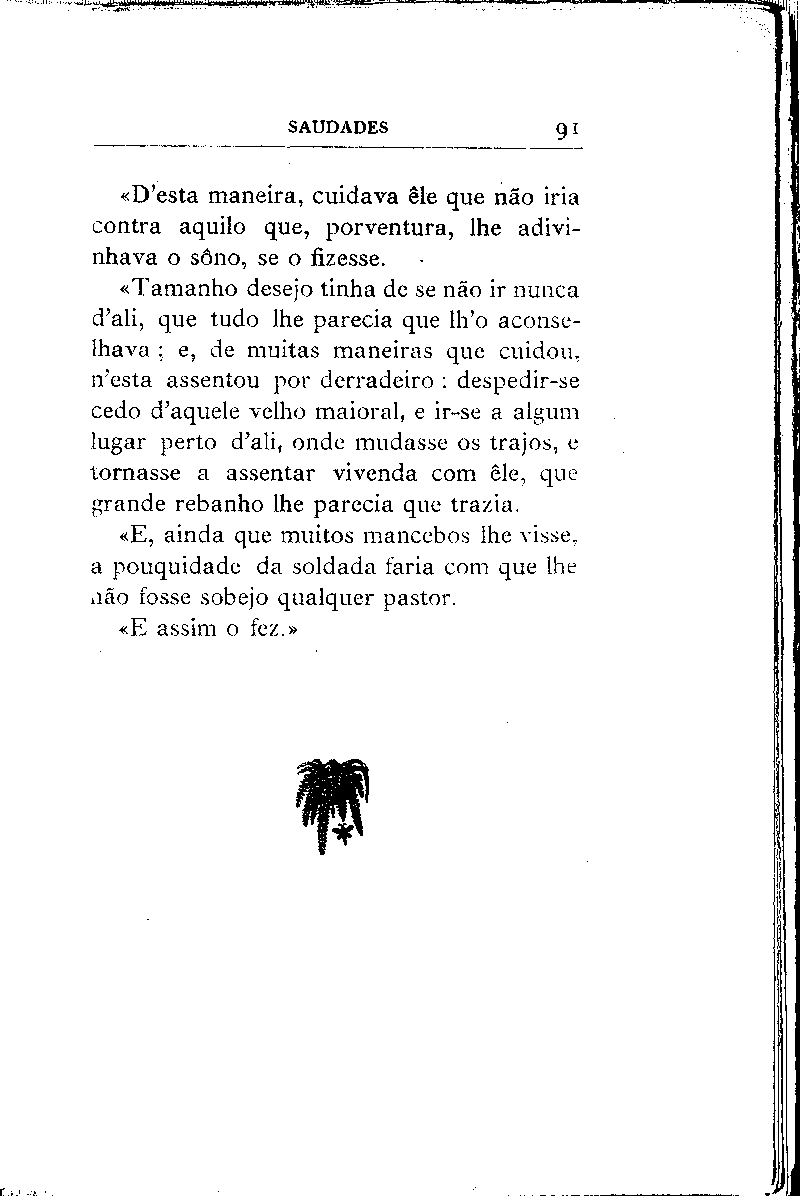 SAUDADES 91
«D'esta maneira, cuidava êle que não iria
contra aquilo que, porventura, lhe adivi-
nhava o sôno, se o fizesse.
«Tamanho desejo tinha de se não ir nunca
d'ali, que tudo lhe parecia que lh'o aconse-
lhava ; e, de muitas maneiras que cuidou,
n'esta assentou por derradeiro : despedir-se
cedo d'aquele velho maioral, e ir-se a algum
lugar perto d'ali, onde mudasse os trajos, e
tornasse a assentar vivenda com êle, que
grande rebanho lhe parecia que trazia.
«E, ainda que muitos mancebos lhe visse,
a pouquidade da soldada faria com que lhe
não fosse sobejo qualquer pastor.
«E assim o fez.»